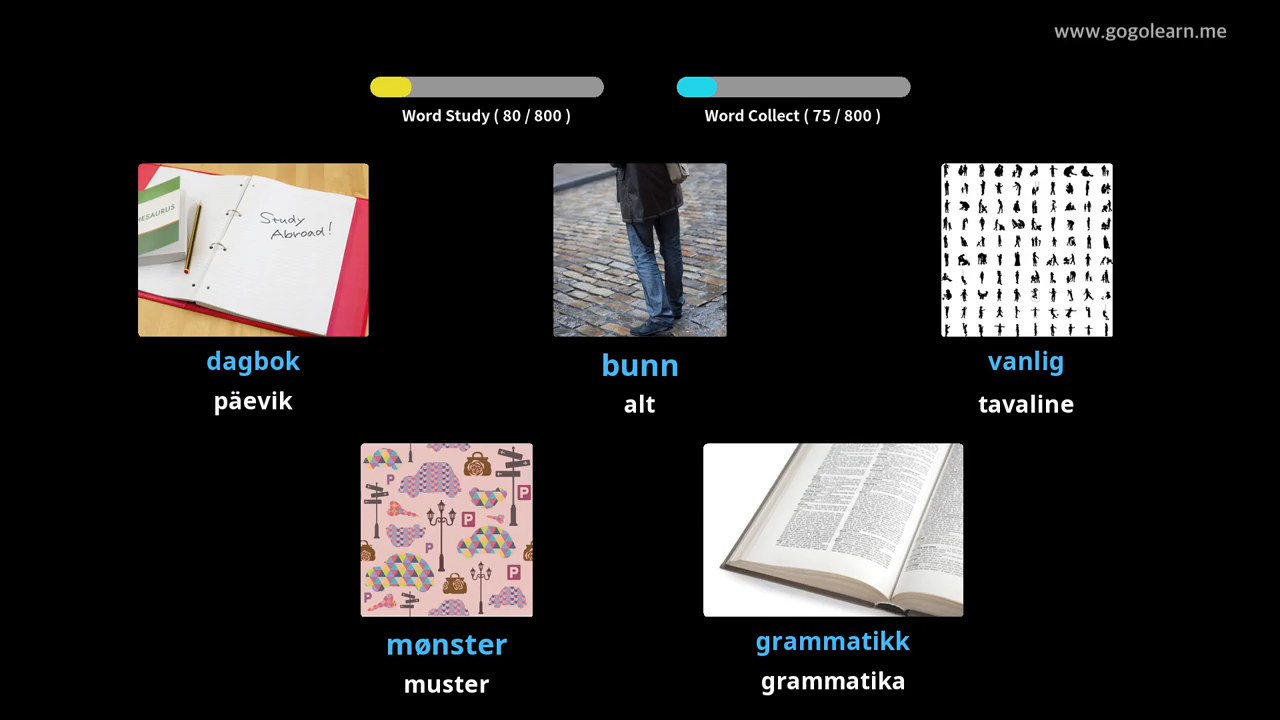 www.gogolearn.me
Word Study ( 80 / 800 )
Word Collect ( 75 / 800 )
THESAURUS
Study
Abroad!
dagbok
bunn
vanlig
päevik
alt
tavaline
P
P
P
P
P
P
mønster
grammatikk
muster
grammatika